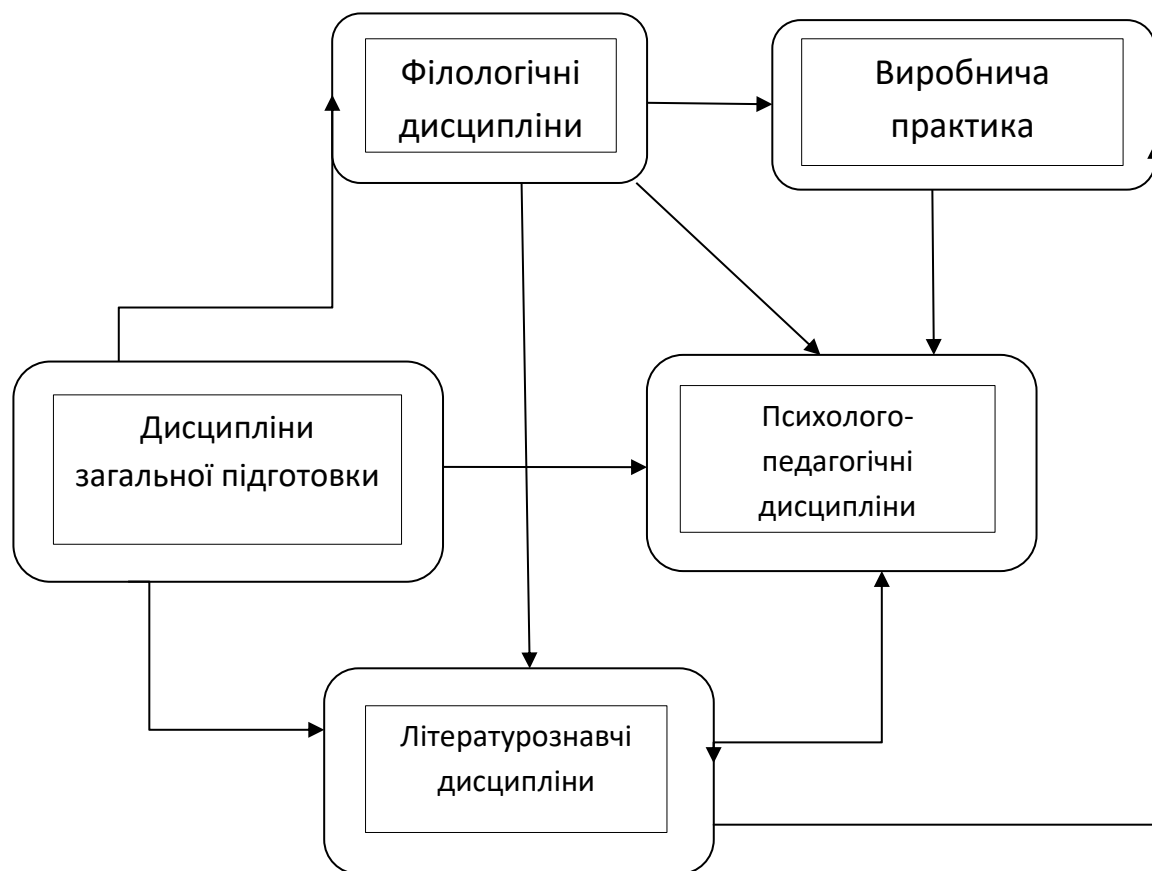 Філологічні
дисципліни
Виробнича
практика
Дисципліни
загальної підготовки
Психолого-
педагогічні
дисципліни
Літературознавчі
дисципліни